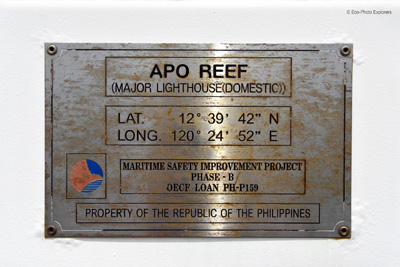 © Eco-Photo Explorers
APO REEF
(MAJOR LIGHTHOUSE(DOMESTIC))
LAT. 12° 39' 42" N
LONG. 120° 24' 52" E
MARITIME SAFETY IMPROVEMENT PROJECT
PHASE - B
OECF LOAN PH-P159
PROPERTY OF THE REPUBLIC OF THE PHILIPPINES